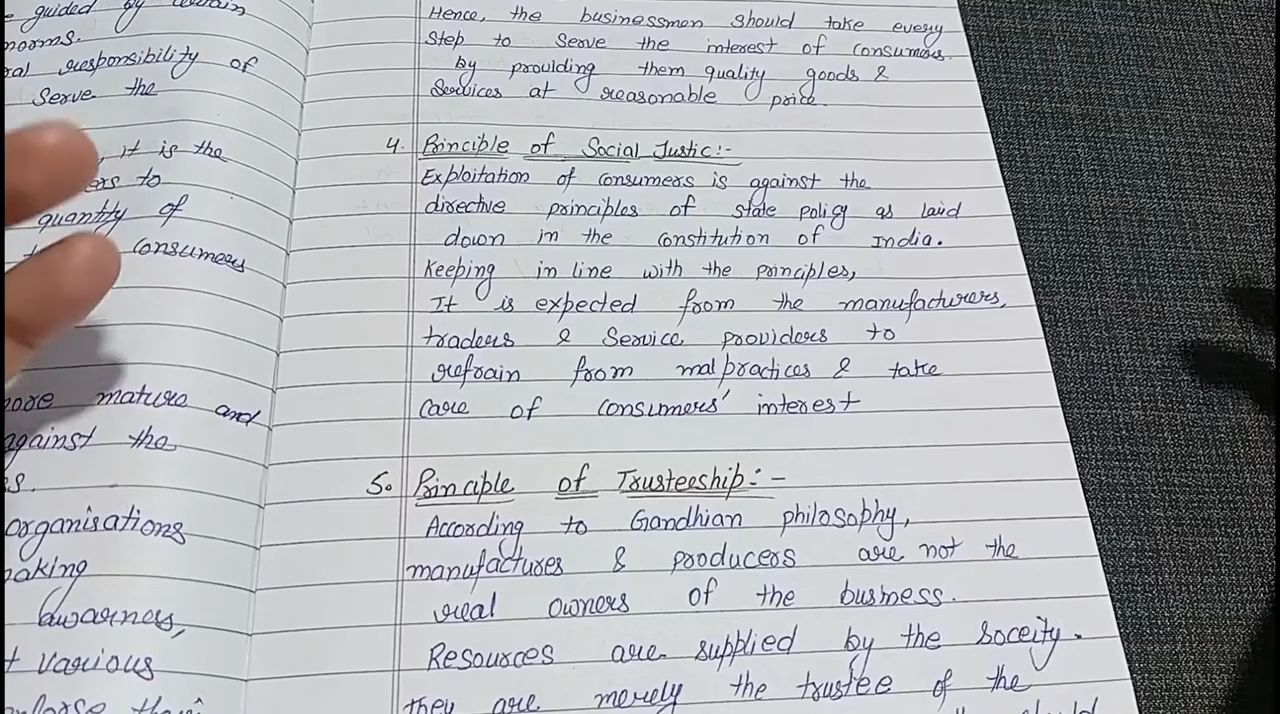 guided by certain
norms.
responsibility of
Serve the
it is the
to
quantity of
consumers
mature and
against the
organisations
awarness,
various
Hence, the businessmen should take every
Step to serve the interest of consumers.
by providing them quality goods &
Services at reasonable price.
4. Principle of Social Justic:-
Exploitation of consumers is against the
directive principles of state policy as laid
down in the constitution of India.
Keeping in line with the principles,
It is expected from the manufacturers,
traders & Service providers to
refrain from malpractices & take
care of consumers' interest
5. Principle of Trusteeship:-
According to Gandhian philosophy,
manufactures & producers are not the
real owners of the business.
Resources are supplied by the soceity.
they are merely the trustee of the
should